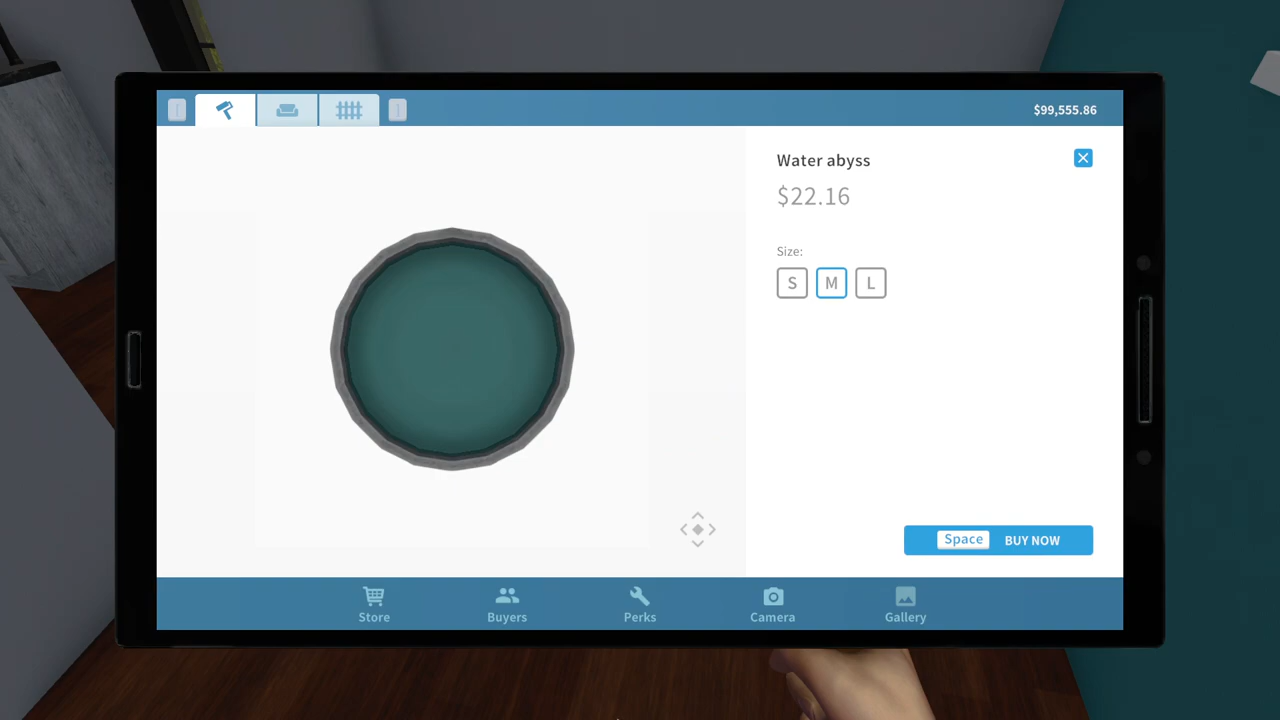 $99,555.86
Water abyss
$22.16
Size:
S M L
Space BUY NOW
Store Buyers Perks Camera Gallery